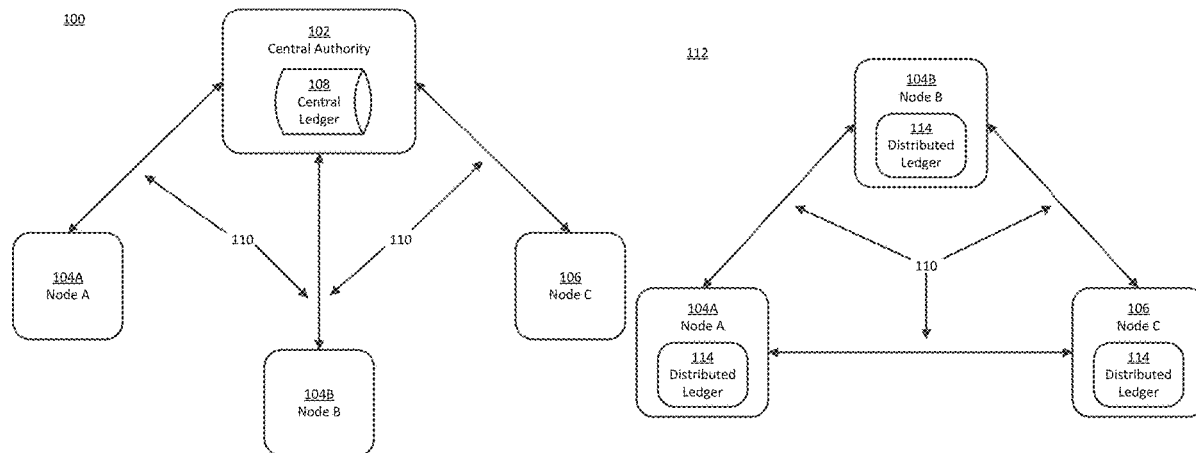 100
102
Central Authority
108
Central
Ledger
110
110
104A
Node A
106
Node C
104B
Node B
112
104B
Node B
114
Distributed
Ledger
110
104A
Node A
114
Distributed
Ledger
106
Node C
114
Distributed
Ledger